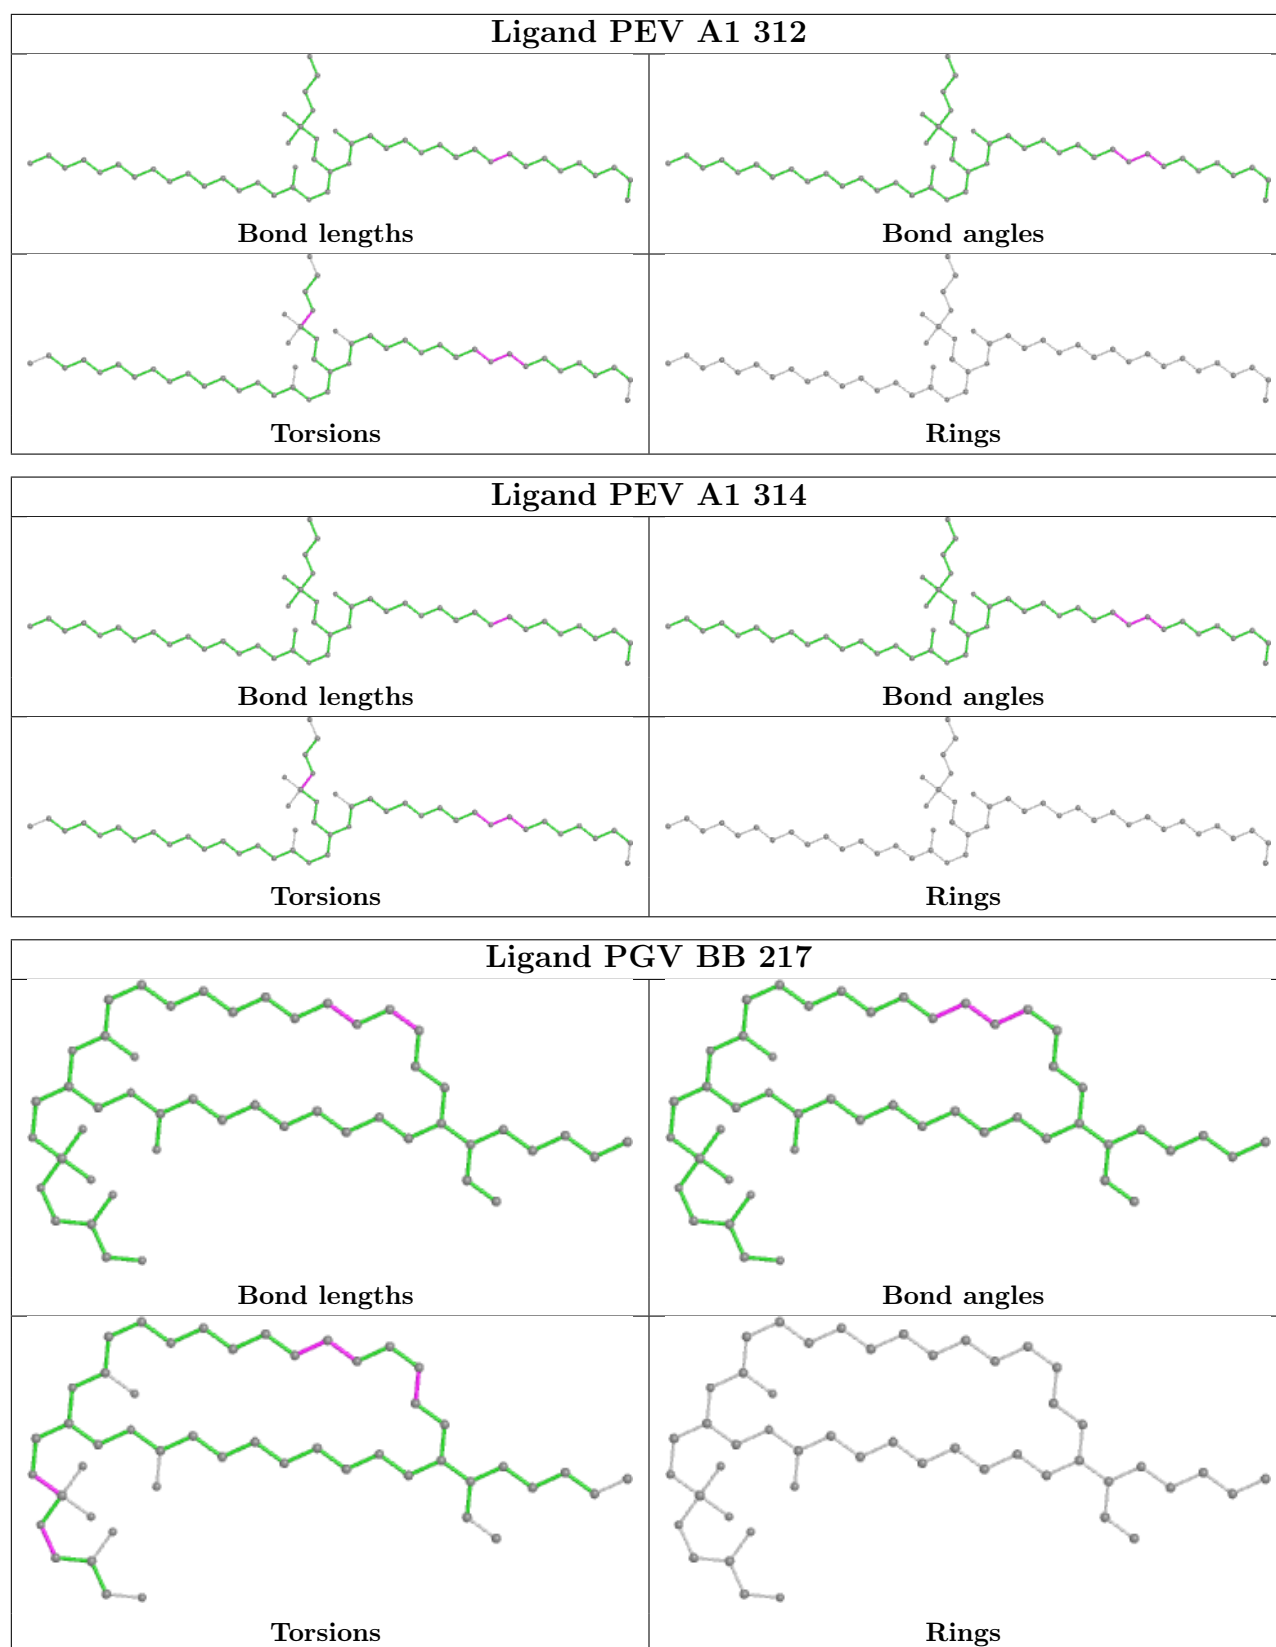 Ligand PEV A1 312
Bond lengths
Bond angles
Torsions
Rings
Ligand PEV A1 314
Bond lengths
Bond angles
Torsions
Rings
Ligand PGV BB 217
Bond lengths
Bond angles
Torsions
Rings